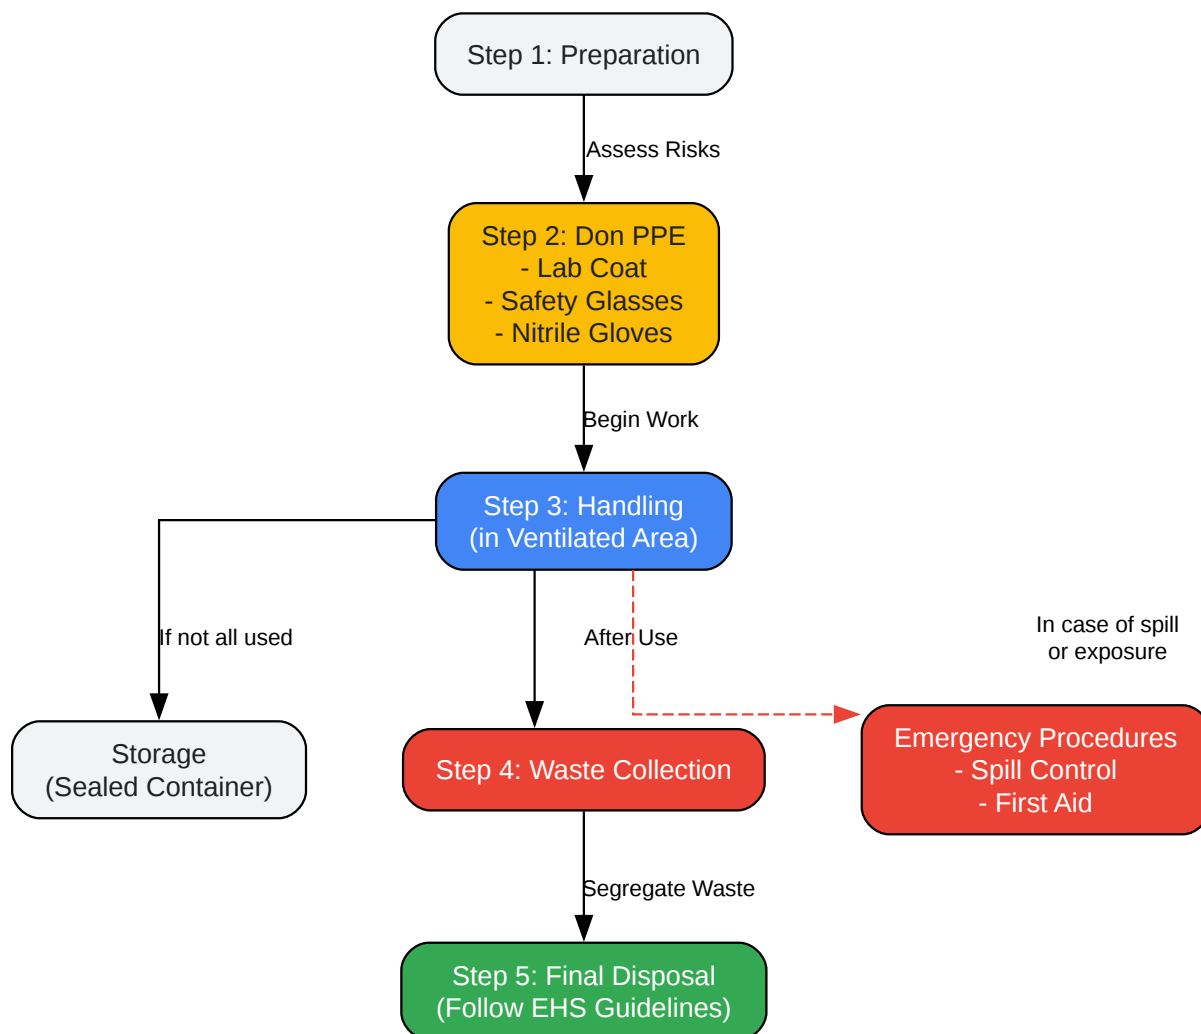 Step 1: Preparation
Assess Risks
Step 2: Don PPE
- Lab Coat
- Safety Glasses
- Nitrile Gloves
Begin Work
Step 3: Handling
(in Ventilated Area)
If not all used
After Use
In case of spill
or exposure
Storage
(Sealed Container)
Step 4: Waste Collection
Emergency Procedures
- Spill Control
- First Aid
Segregate Waste
Step 5: Final Disposal
(Follow EHS Guidelines)